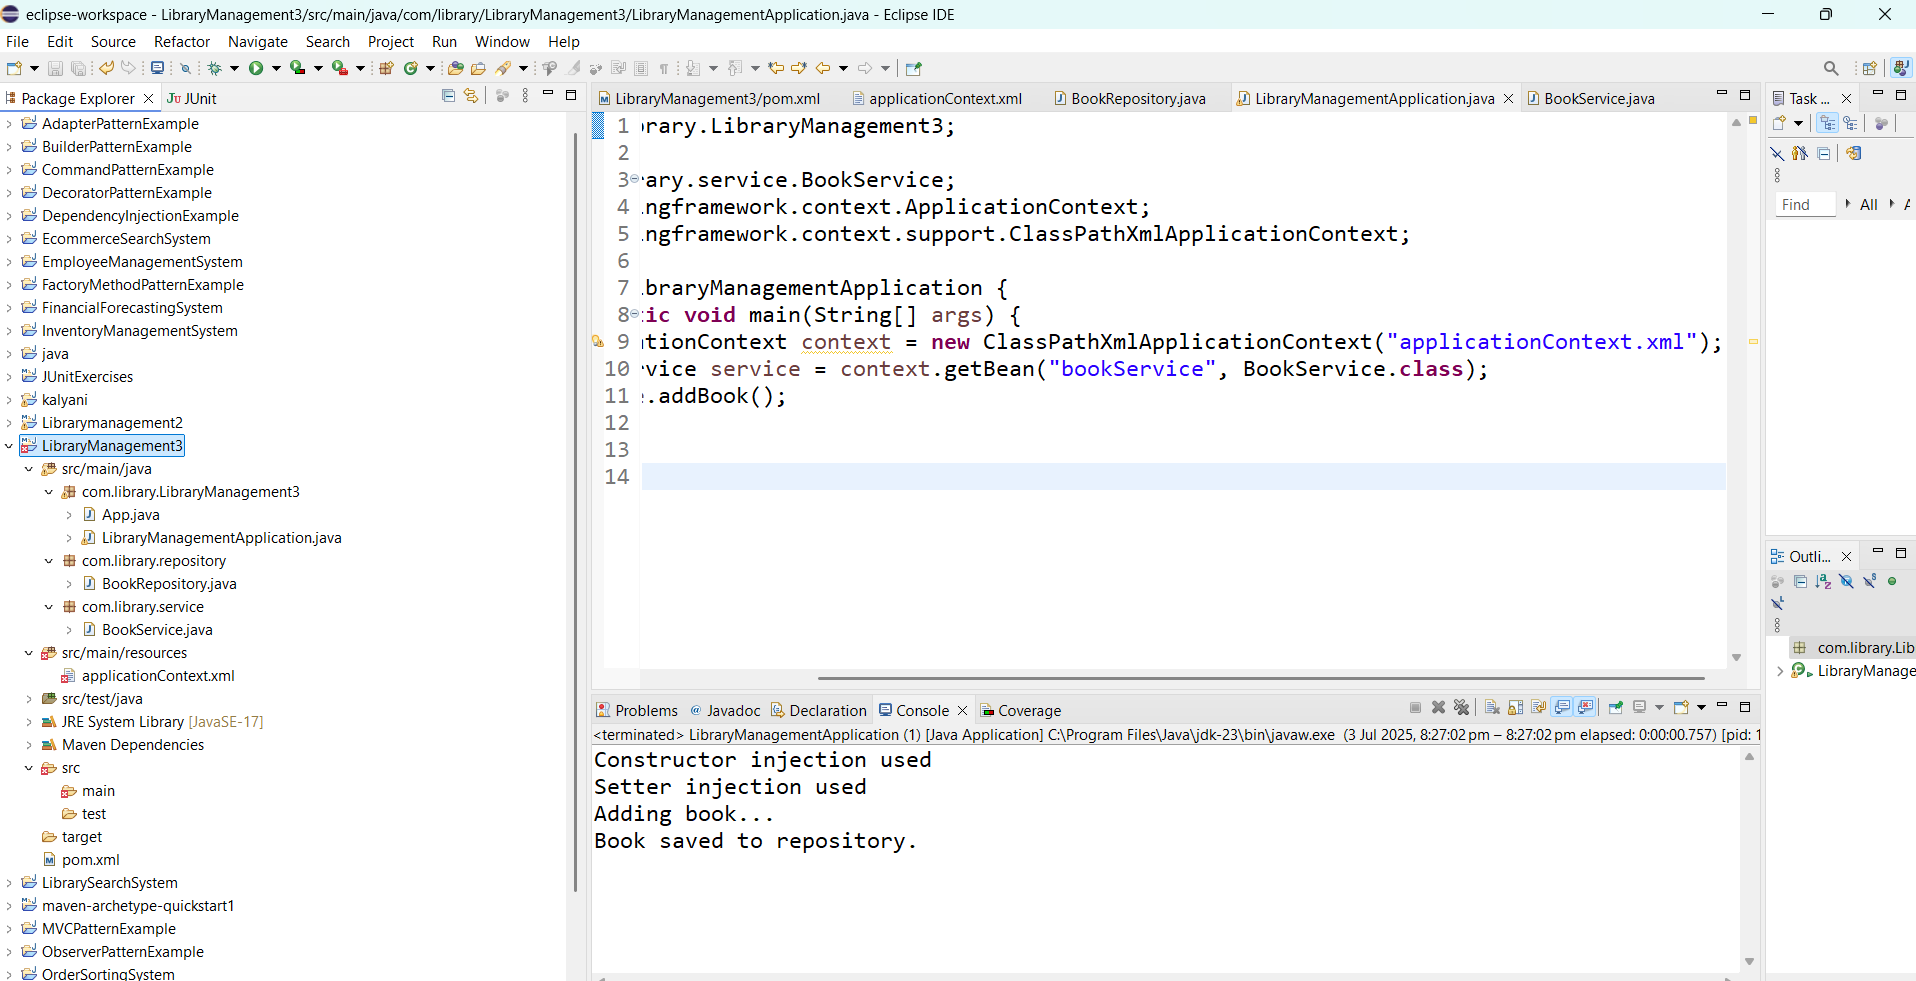 eclipse-workspace - LibraryManagement3/src/main/java/com/library/LibraryManagement3/LibraryManagementApplication.java - Eclipse IDE
File Edit Source Refactor Navigate Search Project Run Window Help
Package Explorer
JUnit
AdapterPatternExample
BuilderPatternExample
CommandPatternExample
DecoratorPatternExample
DependencyInjectionExample
EcommerceSearchSystem
EmployeeManagementSystem
FactoryMethodPatternExample
FinancialForecastingSystem
InventoryManagementSystem
java
JUnitExercises
kalyani
Librarymanagement2
LibraryManagement3
src/main/java
com.library.LibraryManagement3
App.java
LibraryManagementApplication.java
com.library.repository
BookRepository.java
com.library.service
BookService.java
src/main/resources
applicationContext.xml
src/test/java
JRE System Library [JavaSE-17]
Maven Dependencies
src
main
test
target
pom.xml
LibrarySearchSystem
maven-archetype-quickstart1
MVCPatternExample
ObserverPatternExample
OrderSortingSystem
LibraryManagement3/pom.xml applicationContext.xml BookRepository.java LibraryManagementApplication.java BookService.java
1 rary.LibraryManagement3;
2
3 ary.service.BookService;
4 ngframework.context.ApplicationContext;
5 ngframework.context.support.ClassPathXmlApplicationContext;
6
7 braryManagementApplication {
8 ic void main(String[] args) {
9 tionContext context = new ClassPathXmlApplicationContext("applicationContext.xml");
10 vice service = context.getBean("bookService", BookService.class);
11 .addBook();
12
13
14
Problems Javadoc Declaration Console Coverage
<terminated> LibraryManagementApplication (1) [Java Application] C:\Program Files\Java\jdk-23\bin\javaw.exe (3 Jul 2025, 8:27:02 pm – 8:27:02 pm elapsed: 0:00:00.757) [pid: 1
Constructor injection used
Setter injection used
Adding book...
Book saved to repository.
Task ...
Find All A
Outli...
com.library.Lib
LibraryManage